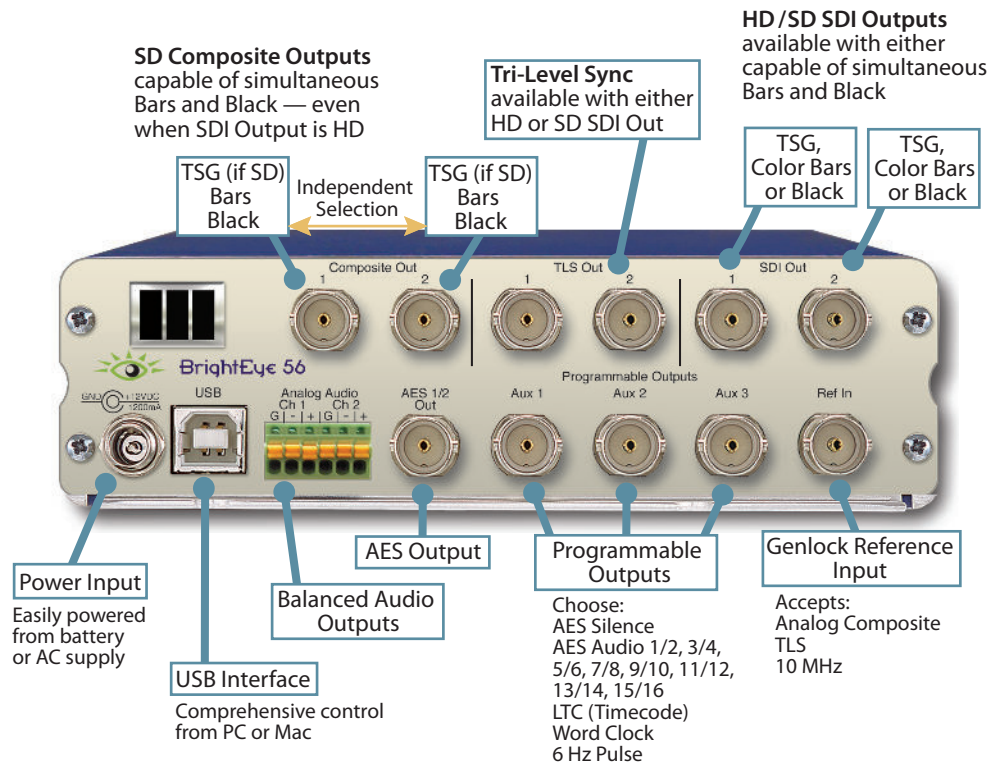 SD Composite Outputs
capable of simultaneous
Bars and Black — even
when SDI Output is HD
Tri-Level Sync
available with either
HD or SD SDI Out
HD/SD SDI Outputs
available with either
capable of simultaneous
Bars and Black
TSG (if SD)
Bars
Black
Independent
Selection
TSG (if SD)
Bars
Black
TSG,
Color Bars
or Black
TSG,
Color Bars
or Black
Composite Out
1
2
TLS Out
1
2
SDI Out
1
2
BrightEye 56
Programmable Outputs
GND
+12VDC
1200mA
USB
Analog Audio
Ch 1 Ch 2
G - + G - +
AES 1/2
Out
Aux 1
Aux 2
Aux 3
Ref In
Power Input
Easily powered
from battery
or AC supply
USB Interface
Comprehensive control
from PC or Mac
Balanced Audio
Outputs
AES Output
Programmable
Outputs
Choose:
AES Silence
AES Audio 1/2, 3/4,
5/6, 7/8, 9/10, 11/12,
13/14, 15/16
LTC (Timecode)
Word Clock
6 Hz Pulse
Genlock Reference
Input
Accepts:
Analog Composite
TLS
10 MHz